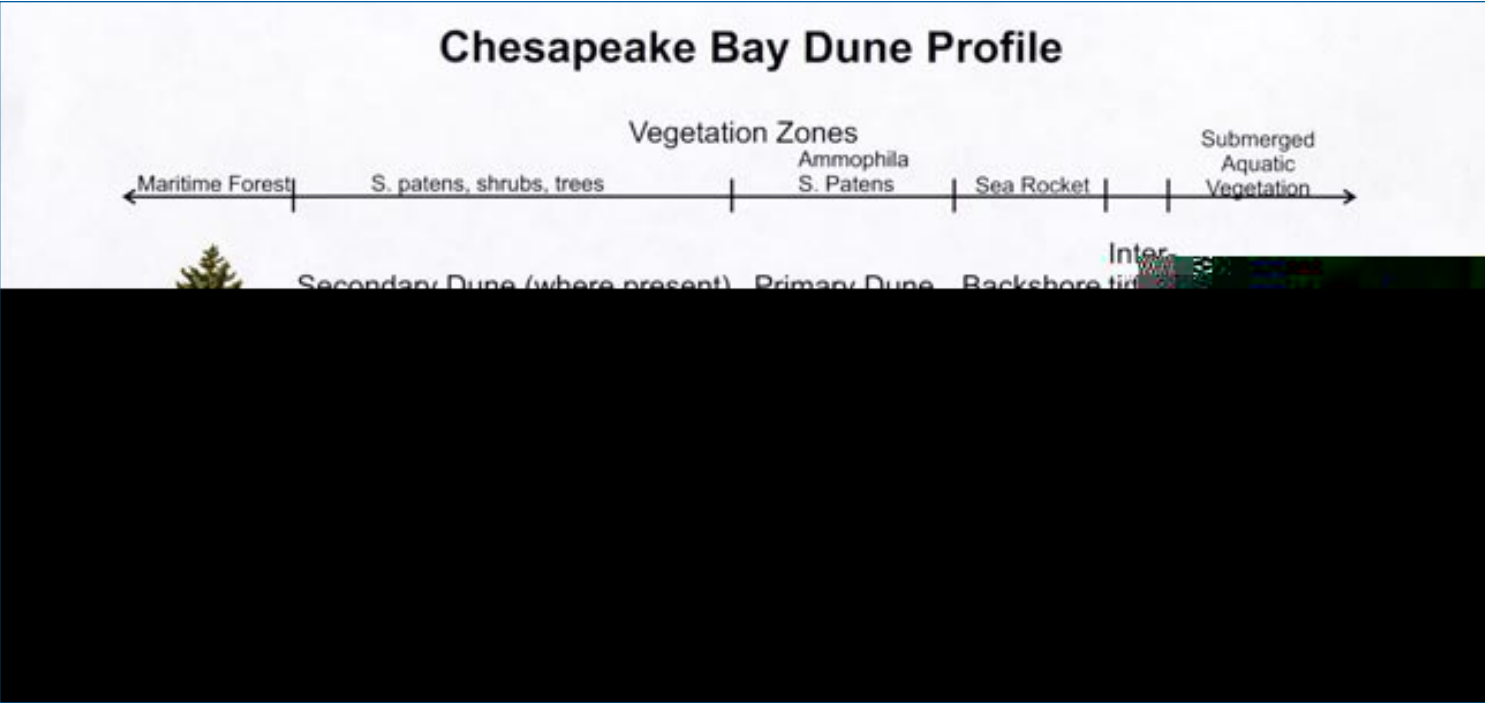 Chesapeake Bay Dune Profile
Vegetation Zones
Maritime Forest
S. patens, shrubs, trees
Ammophila
S. Patens
Sea Rocket
Submerged
Aquatic
Vegetation
Secondary Dune (where present)
Primary Dune
Backshore
Inter-